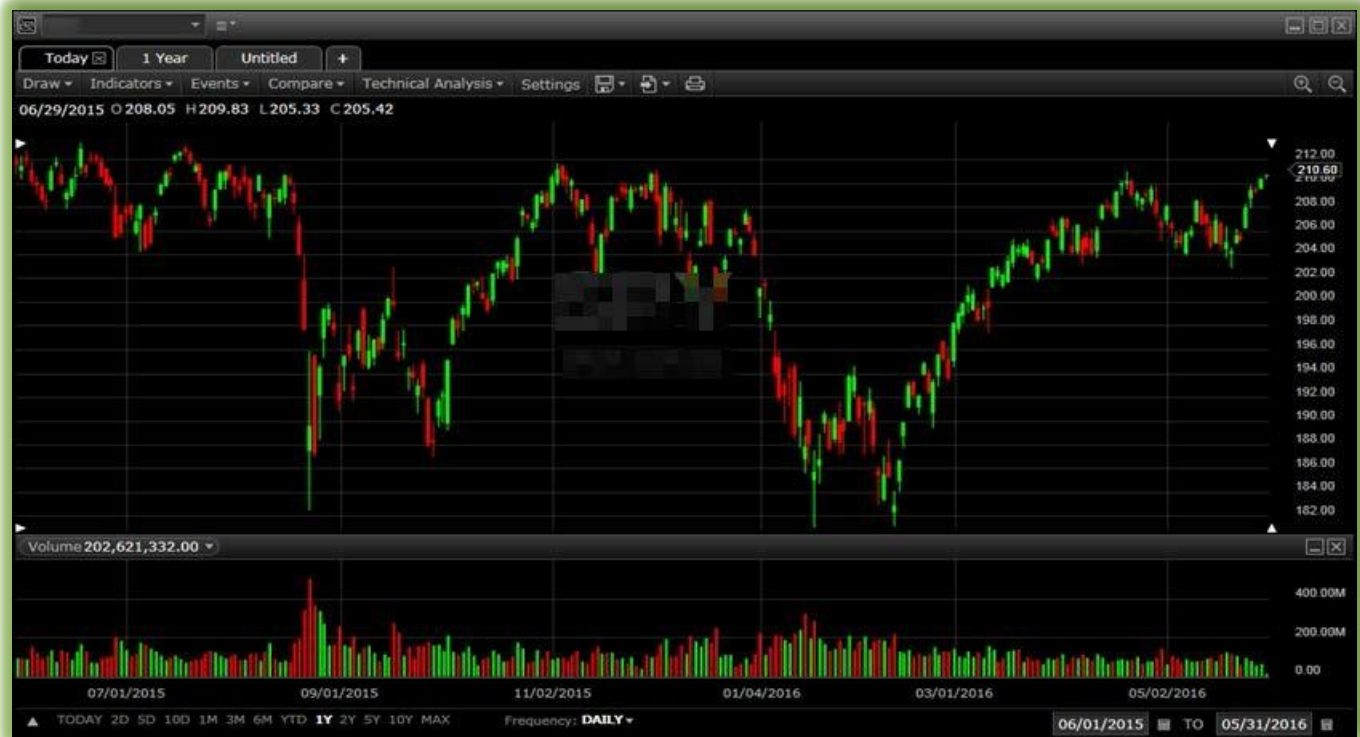 Today 1 Year Untitled +
Draw Indicators Events Compare Technical Analysis Settings
06/29/2015 O 208.05 H 209.83 L 205.33 C 205.42
212.00
210.60
210.00
208.00
206.00
204.00
202.00
200.00
198.00
196.00
194.00
192.00
190.00
188.00
186.00
184.00
182.00
Volume 202,621,332.00
400.00M
200.00M
0.00
07/01/2015 09/01/2015 11/02/2015 01/04/2016 03/01/2016 05/02/2016
TODAY 2D 5D 10D 1M 3M 6M YTD 1Y 2Y 5Y 10Y MAX Frequency: DAILY 06/01/2015 TO 05/31/2016